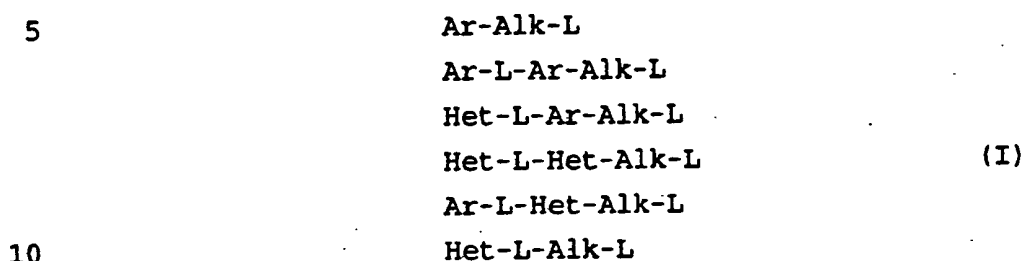 5 Ar-Alk-L
Ar-L-Ar-Alk-L
Het-L-Ar-Alk-L
Het-L-Het-Alk-L (I)
Ar-L-Het-Alk-L
10 Het-L-Alk-L